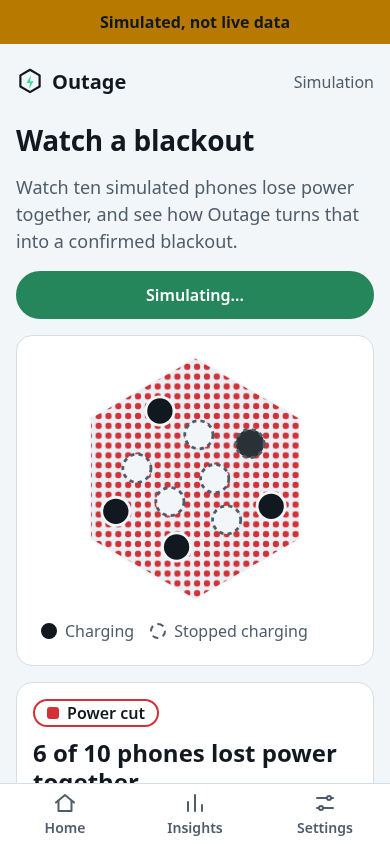 Simulated, not live data
Outage
Simulation
Watch a blackout
Watch ten simulated phones lose power
together, and see how Outage turns that
into a confirmed blackout.
Simulating…
Charging
Stopped charging
Power cut
6 of 10 phones lost power
together
Home
Insights
Settings